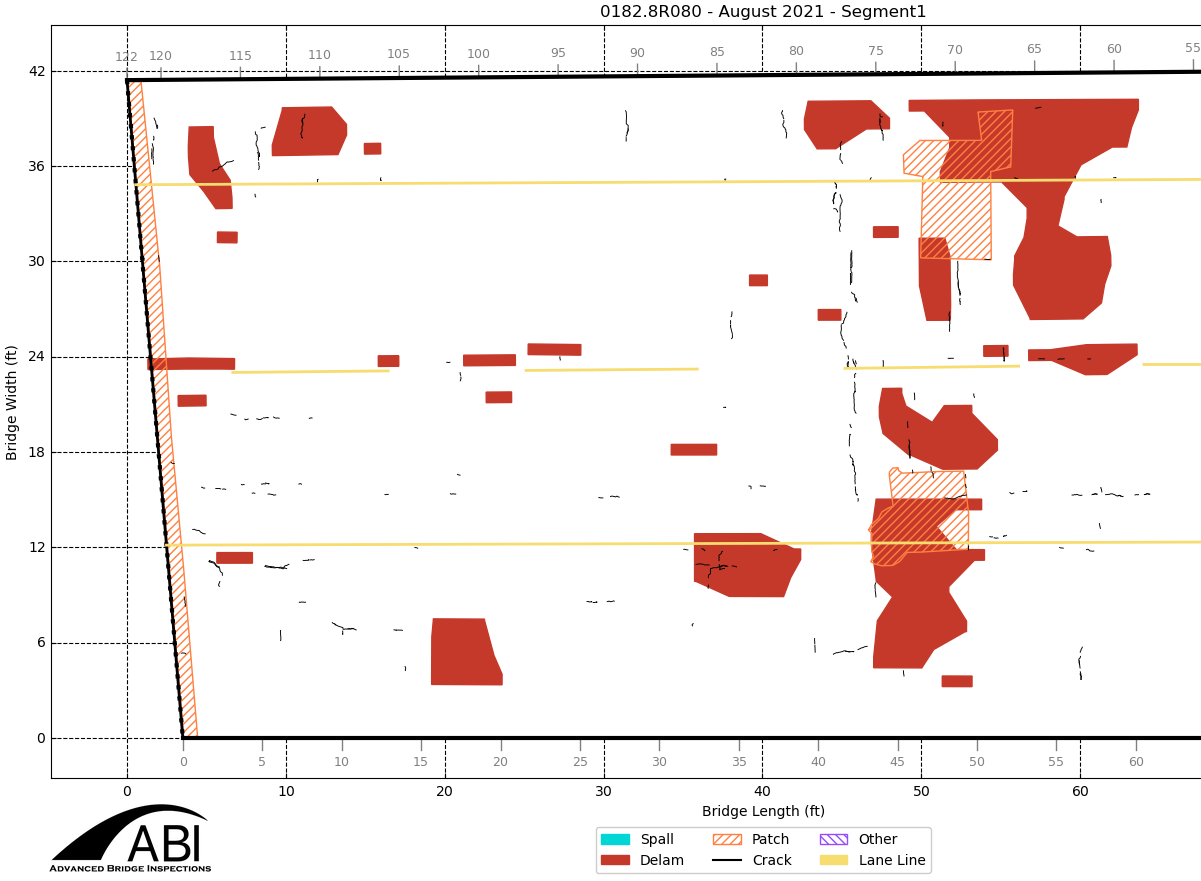 0182.8R080 - August 2021 - Segment1
122 120 115 110 105 100 95 90 85 80 75 70 65 60 55
42
36
30
24
18
12
6
0
Bridge Width (ft)
0 5 10 15 20 25 30 35 40 45 50 55 60
0 10 20 30 40 50 60
Bridge Length (ft)
Spall Patch Other
Delam Crack Lane Line
ABI
ADVANCED BRIDGE INSPECTIONS